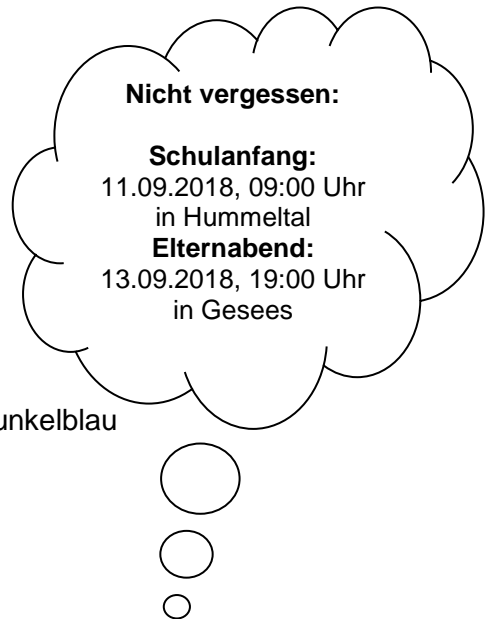 Nicht vergessen:
Schulanfang:
11.09.2018, 09:00 Uhr
in Hummeltal
Elternabend:
13.09.2018, 19:00 Uhr
in Gesees
unkelblau